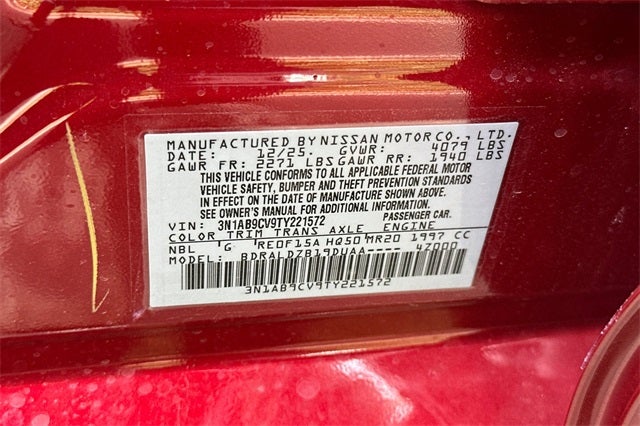 MANUFACTURED BY NISSAN MOTOR CO., LTD.
DATE: 12/25. GVWR: 4079 LBS
GAWR FR: 2271 LBS GAWR RR: 1940 LBS
THIS VEHICLE CONFORMS TO ALL APPLICABLE FEDERAL MOTOR
VEHICLE SAFETY, BUMPER AND THEFT PREVENTION STANDARDS
IN EFFECT ON THE DATE OF MANUFACTURE SHOWN ABOVE.
SEE OWNER'S MANUAL FOR ADDITIONAL INFORMATION.
VIN: 3N1AB9CV9TY221572 PASSENGER CAR.
COLOR TRIM TRANS AXLE ENGINE
NBL G RE0F15A HQ50 MR20 1997 CC
MODEL: BDRALDZB19DUAA---- 4Z000
3N1AB9CV9TY221572